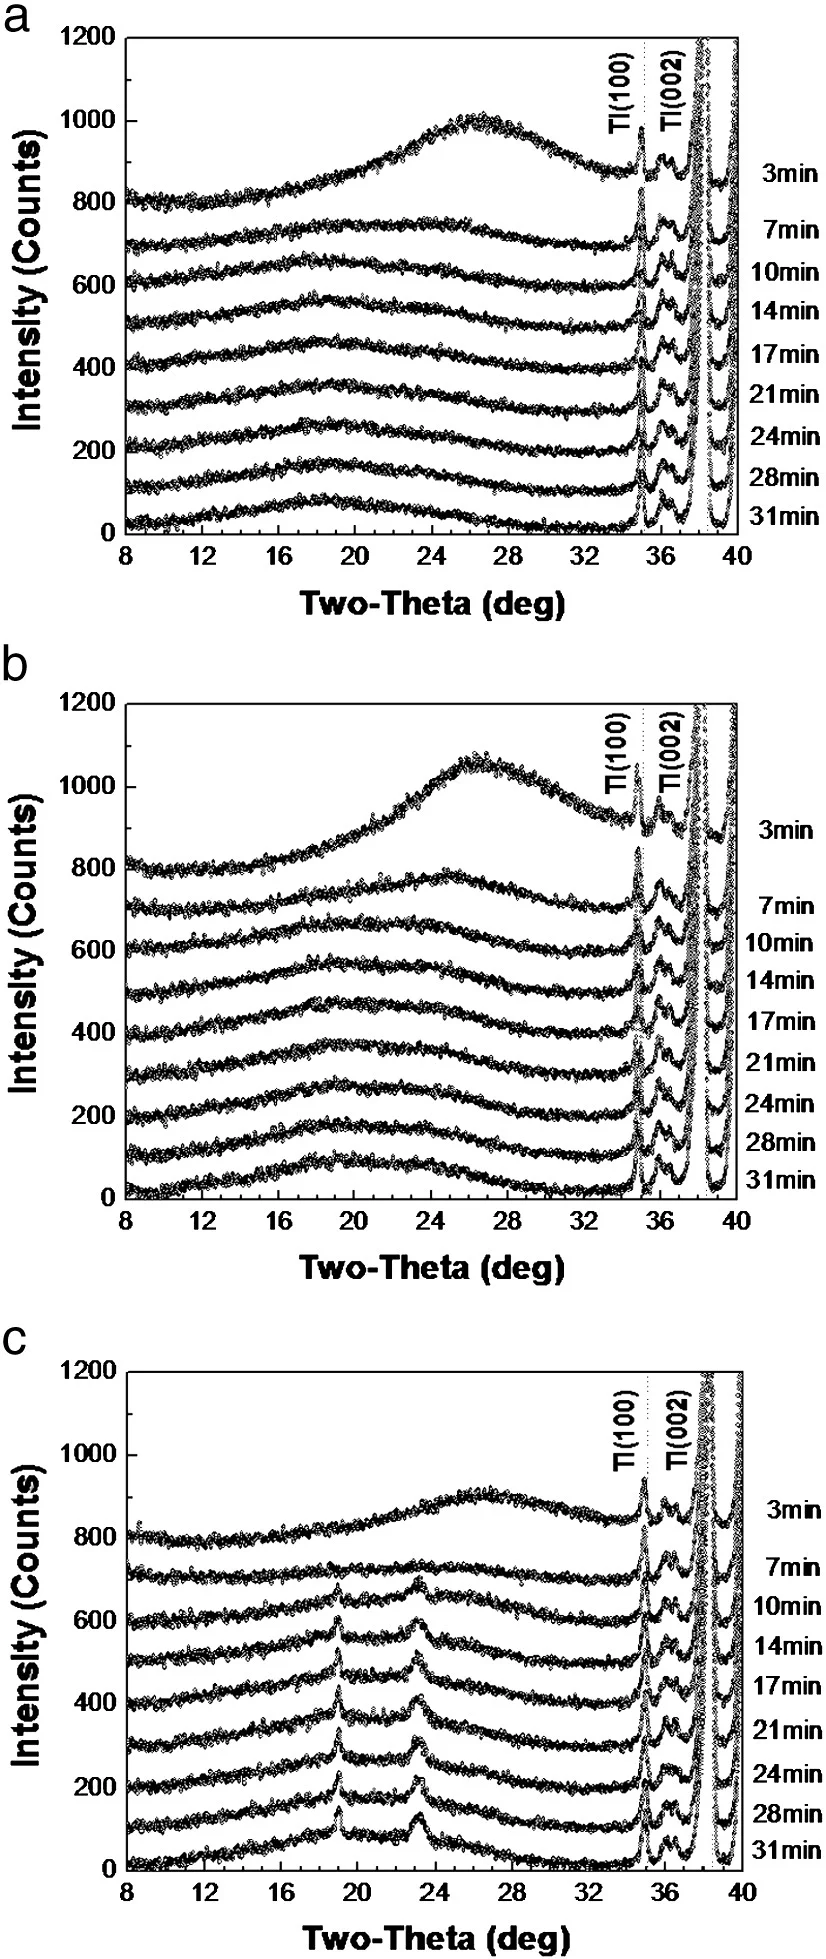 a
1200
1000
800
600
400
200
0
Intensity (Counts)
TI(100)
TI(002)
3min
7min
10min
14min
17min
21min
24min
28min
31min
8 12 16 20 24 28 32 36 40
Two-Theta (deg)
b
1200
1000
800
600
400
200
0
Intensity (Counts)
TI(100)
TI(002)
3min
7min
10min
14min
17min
21min
24min
28min
31min
8 12 16 20 24 28 32 36 40
Two-Theta (deg)
c
1200
1000
800
600
400
200
0
Intensity (Counts)
TI(100)
TI(002)
3min
7min
10min
14min
17min
21min
24min
28min
31min
8 12 16 20 24 28 32 36 40
Two-Theta (deg)